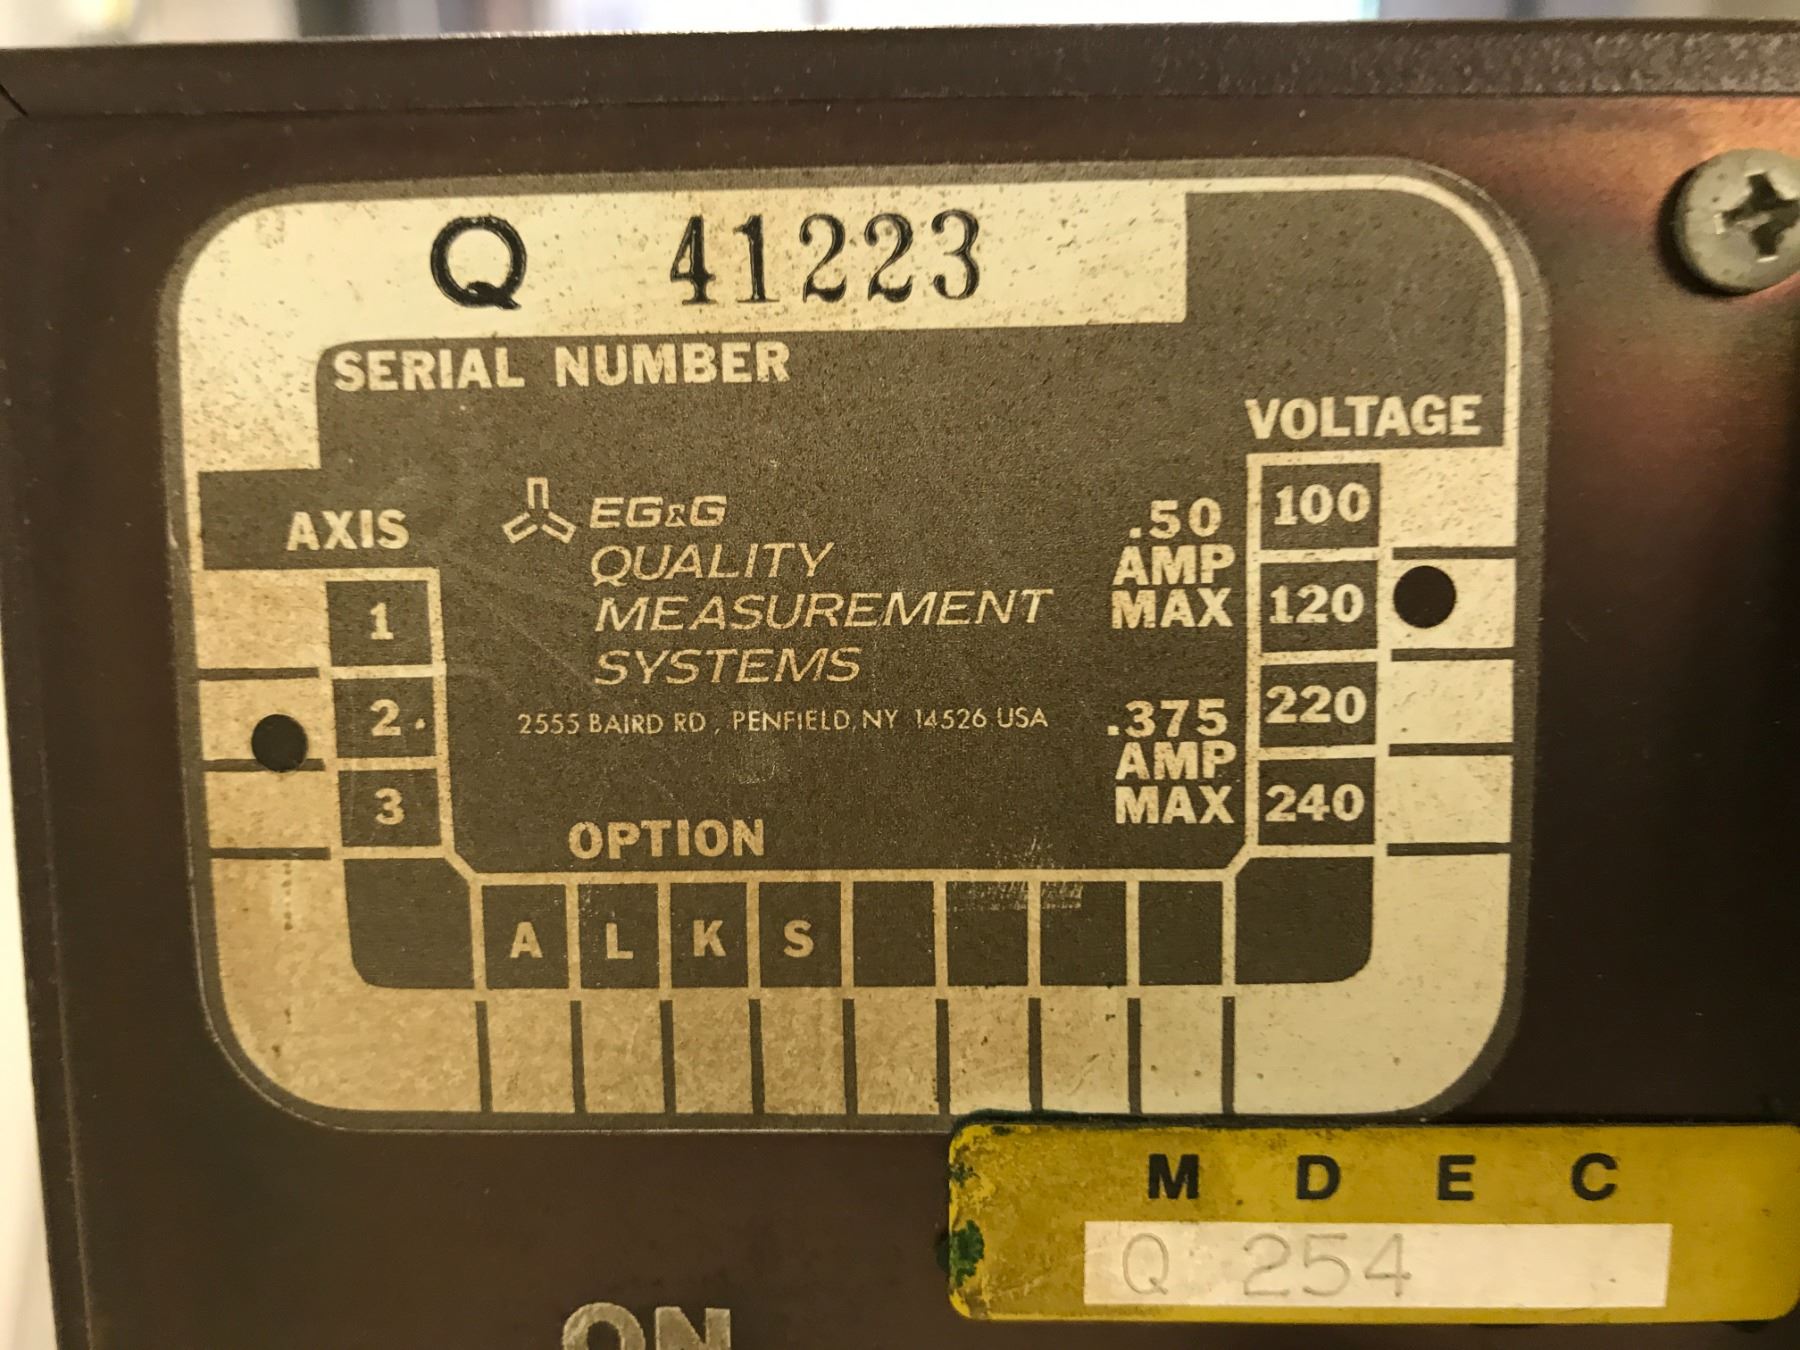 Q 41223
SERIAL NUMBER
VOLTAGE
AXIS
1
2.
3
EG&G
QUALITY
MEASUREMENT
SYSTEMS
2555 BAIRD RD, PENFIELD, NY 14526 USA
.50
AMP
MAX
.375
AMP
MAX
100
120
220
240
OPTION
A L K S
M D E C
Q 254
ON